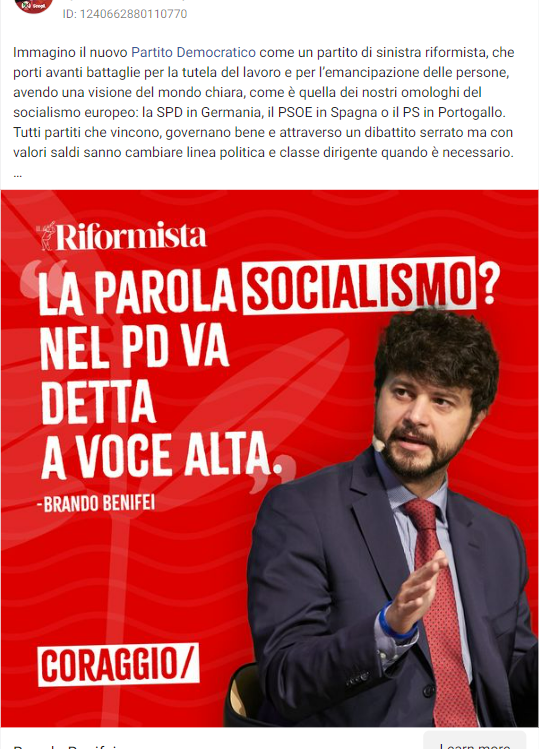 ID: 1240662880110770
Immagino il nuovo Partito Democratico come un partito di sinistra riformista, che
porti avanti battaglie per la tutela del lavoro e per l'emancipazione delle persone,
avendo una visione del mondo chiara, come è quella dei nostri omologhi del
socialismo europeo: la SPD in Germania, il PSOE in Spagna o il PS in Portogallo.
Tutti partiti che vincono, governano bene e attraverso un dibattito serrato ma con
valori saldi sanno cambiare linea politica e classe dirigente quando è necessario.
...
Riformista
“LA PAROLA SOCIALISMO?
NEL PD VA
DETTA
A VOCE ALTA.”
-BRANDO BENIFEI
CORAGGIO/
Learn more